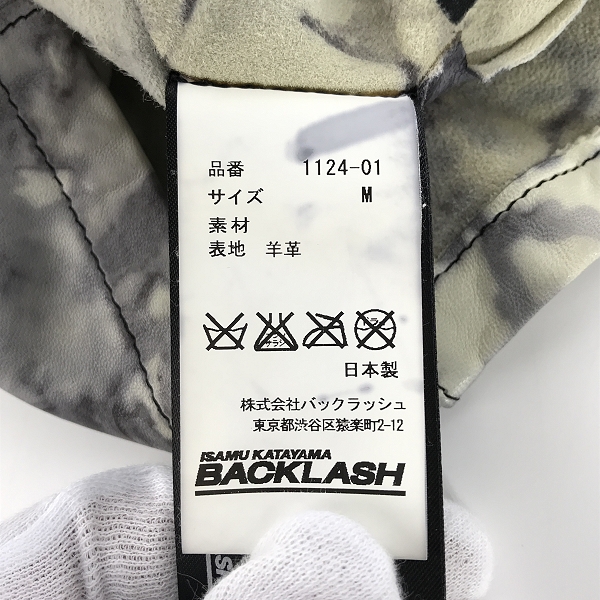 品番 1124-01
サイズ M
素材
表地 羊革
日本製
株式会社バックラッシュ
東京都渋谷区猿楽町2-12
ISAMU KATAYAMA
BACKLASH